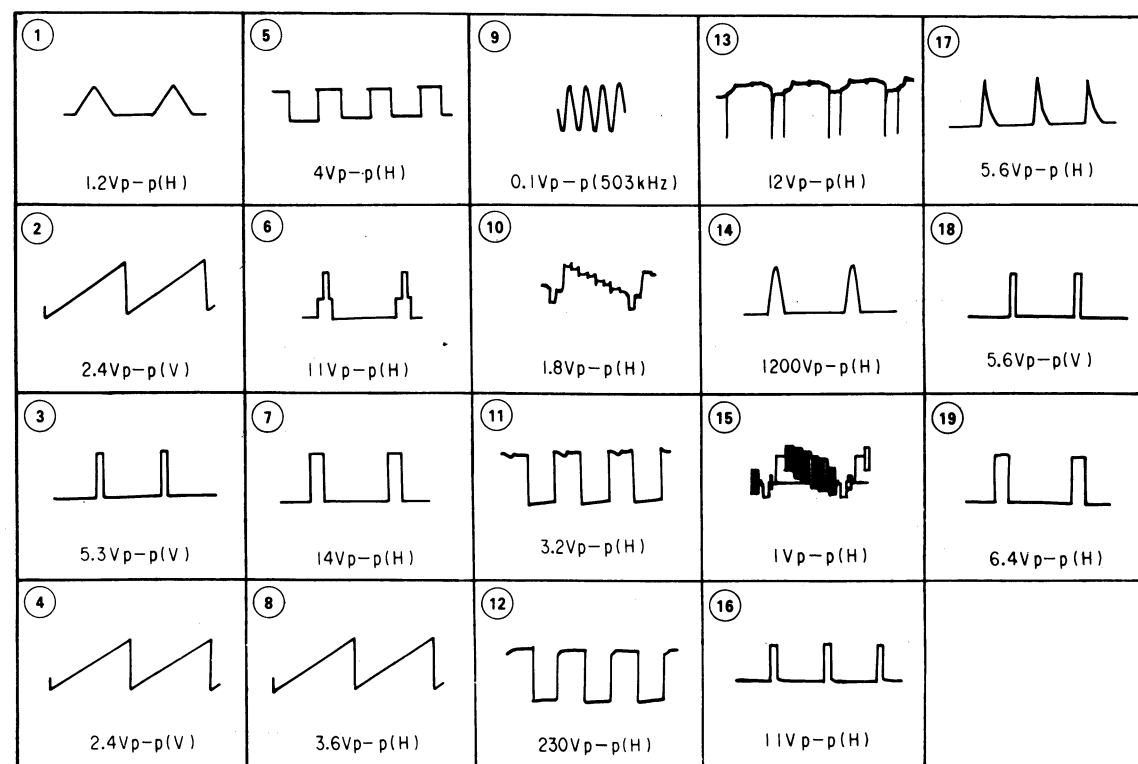 1
1.2Vp-p(H)
2
2.4Vp-p(V)
3
5.3Vp-p(V)
4
2.4Vp-p(V)
5
4Vp-p(H)
6
11Vp-p(H)
7
14Vp-p(H)
8
3.6Vp-p(H)
9
0.1Vp-p(503kHz)
10
1.8Vp-p(H)
11
3.2Vp-p(H)
12
230Vp-p(H)
13
12Vp-p(H)
14
1200Vp-p(H)
15
1Vp-p(H)
16
11Vp-p(H)
17
5.6Vp-p(H)
18
5.6Vp-p(V)
19
6.4Vp-p(H)